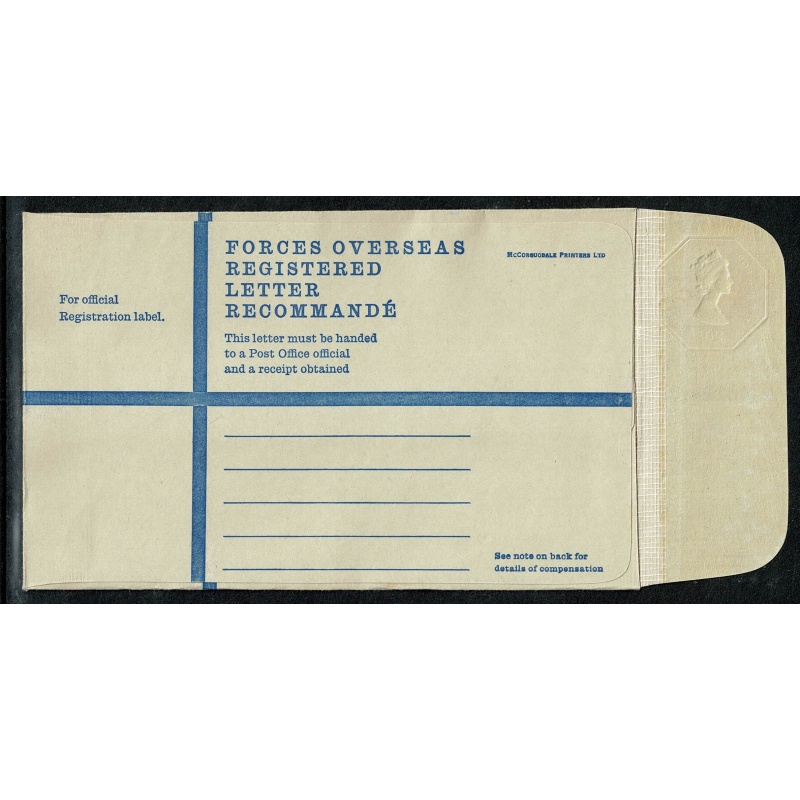 FORCES OVERSEAS
REGISTERED
LETTER
RECOMMANDÉ
McCorquodale Printers Ltd
For official
Registration label.
This letter must be handed
to a Post Office official
and a receipt obtained
See note on back for
details of compensation